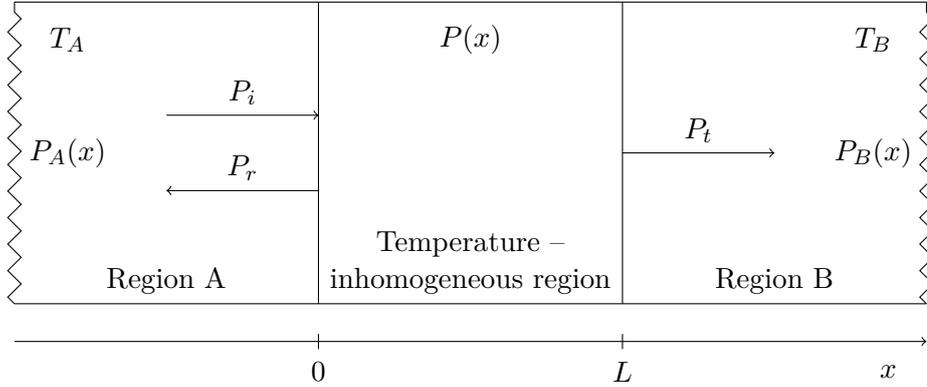 T_A P(x) T_B
P_i
P_t
P_A(x) P_B(x)
P_r
Temperature –
Region A inhomogeneous region Region B
0 L x